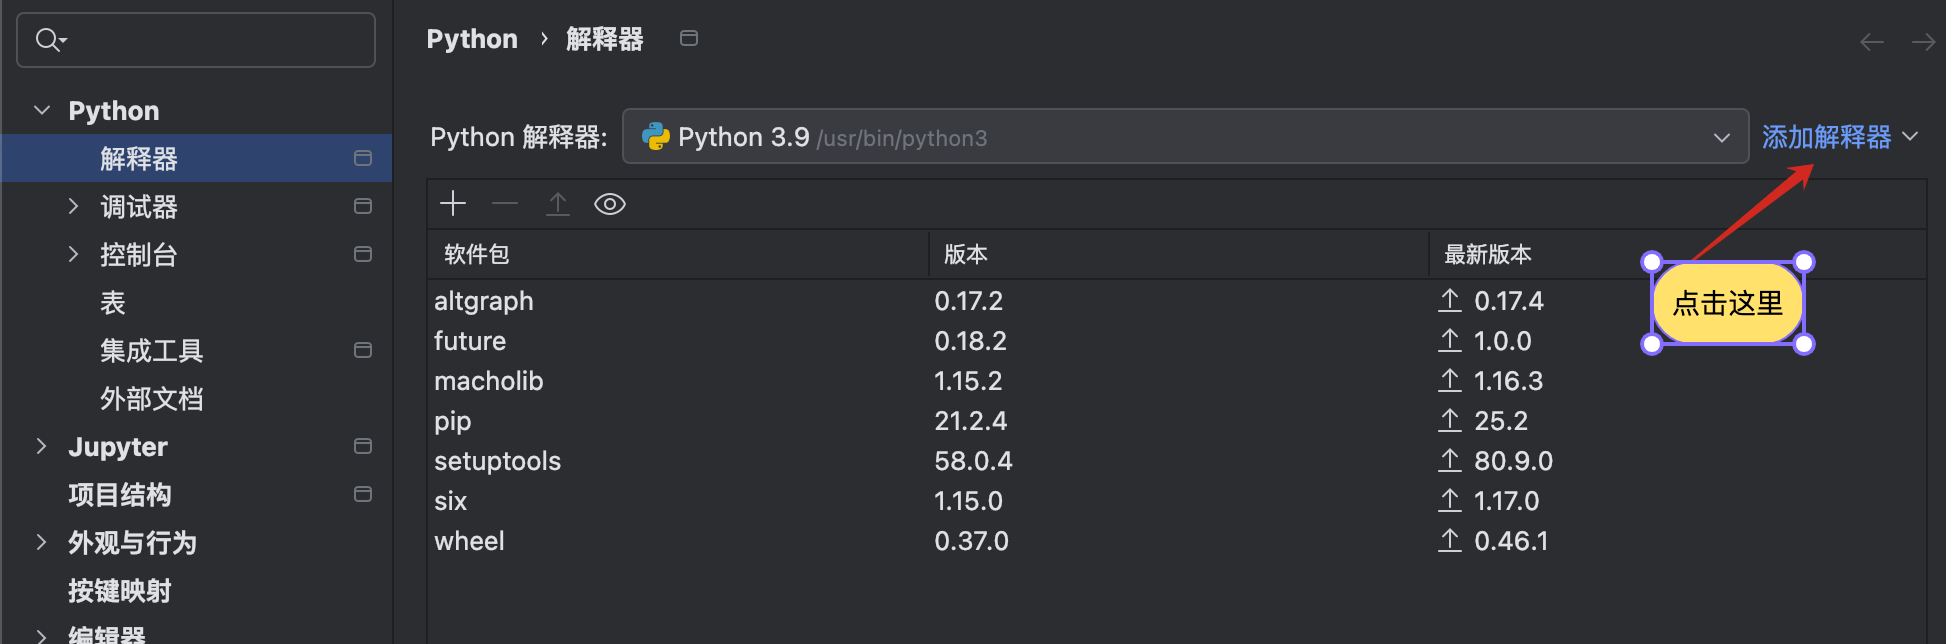 Python › 解释器
Python
解释器
调试器
控制台
表
集成工具
外部文档
Jupyter
项目结构
外观与行为
按键映射
编辑器
Python 解释器: Python 3.9 /usr/bin/python3 添加解释器
软件包 版本 最新版本
altgraph 0.17.2 0.17.4
future 0.18.2 1.0.0
macholib 1.15.2 1.16.3
pip 21.2.4 25.2
setuptools 58.0.4 80.9.0
six 1.15.0 1.17.0
wheel 0.37.0 0.46.1
点击这里